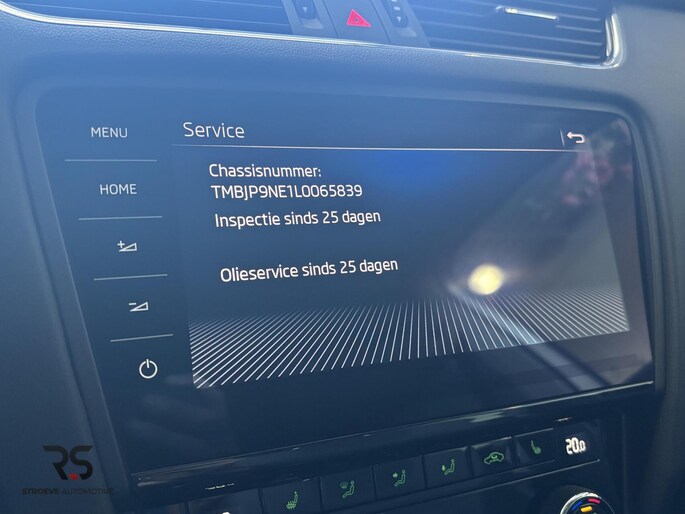 MENU
Service
HOME
Chassisnummer:
TMBJP9NE1L0065839
Inspectie sinds 25 dagen
Olieservice sinds 25 dagen
20.0
RS
STROEVE AUTOMOTIVE